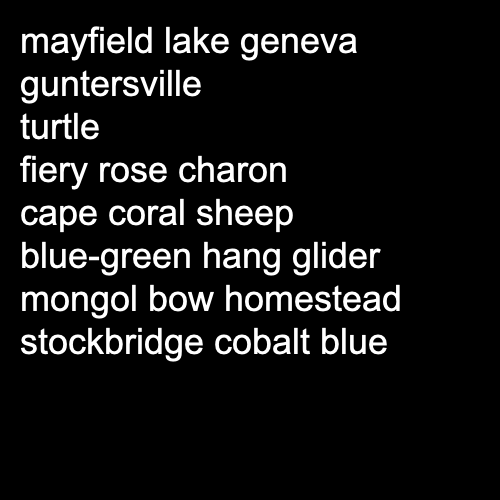 mayfield lake geneva
guntersville
turtle
fiery rose charon
cape coral sheep
blue-green hang glider
mongol bow homestead
stockbridge cobalt blue